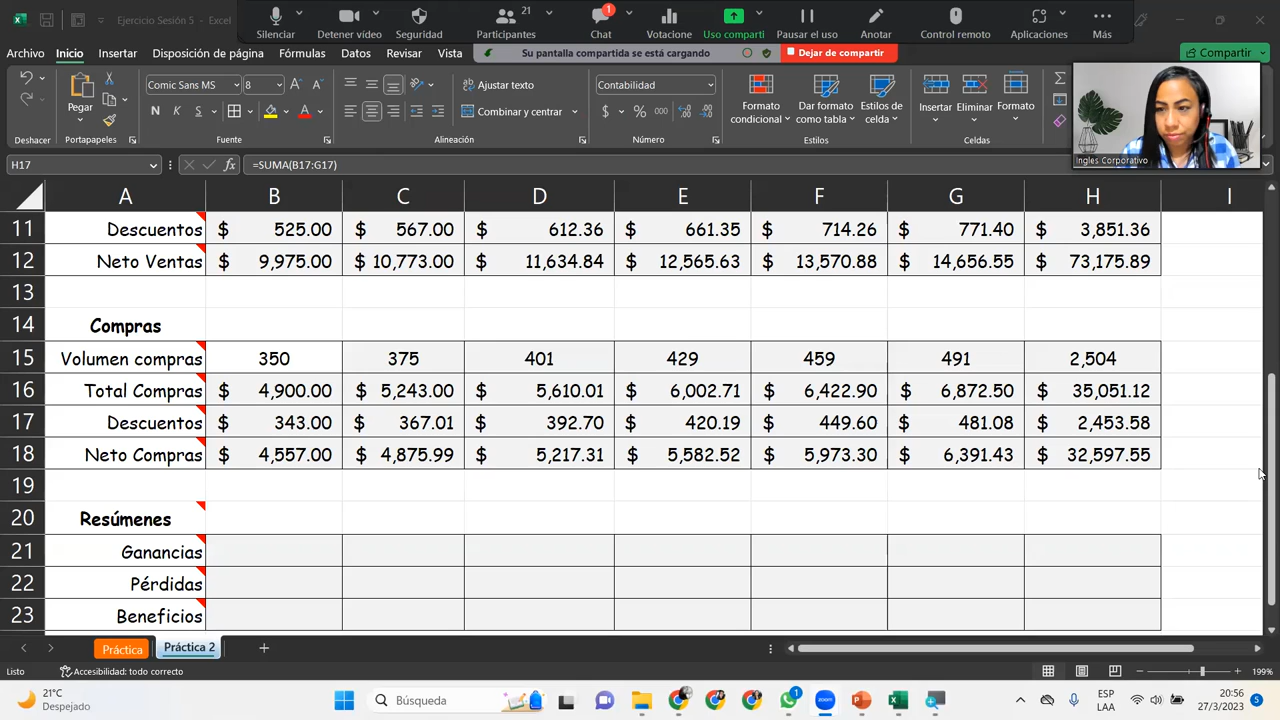 Ejercicio Sesión 5 - Excel
Silenciar
Detener vídeo
Seguridad
21
Participantes
1
Chat
Votacione
Uso comparti
Pausar el uso
Anotar
Control remoto
Aplicaciones
Más
Archivo Inicio Insertar Disposición de página Fórmulas Datos Revisar Vista
Su pantalla compartida se está cargando
Dejar de compartir
Compartir
Pegar
Comic Sans MS 8
N K S
Ajustar texto
Combinar y centrar
Contabilidad
$ % 000
Formato condicional
Dar formato como tabla
Estilos de celda
Insertar Eliminar Formato
Deshacer Portapapeles Fuente Alineación Número Estilos Celdas
Ingles Corporativo
H17 fx =SUMA(B17:G17)
A B C D E F G H I
11 Descuentos $ 525.00 $ 567.00 $ 612.36 $ 661.35 $ 714.26 $ 771.40 $ 3,851.36
12 Neto Ventas $ 9,975.00 $ 10,773.00 $ 11,634.84 $ 12,565.63 $ 13,570.88 $ 14,656.55 $ 73,175.89
13
14 Compras
15 Volumen compras 350 375 401 429 459 491 2,504
16 Total Compras $ 4,900.00 $ 5,243.00 $ 5,610.01 $ 6,002.71 $ 6,422.90 $ 6,872.50 $ 35,051.12
17 Descuentos $ 343.00 $ 367.01 $ 392.70 $ 420.19 $ 449.60 $ 481.08 $ 2,453.58
18 Neto Compras $ 4,557.00 $ 4,875.99 $ 5,217.31 $ 5,582.52 $ 5,973.30 $ 6,391.43 $ 32,597.55
19
20 Resúmenes
21 Ganancias
22 Pérdidas
23 Beneficios
Práctica Práctica 2
Listo Accesibilidad: todo correcto 199%
21°C
Despejado
Búsqueda
1
ESP
LAA
20:56
27/3/2023
5